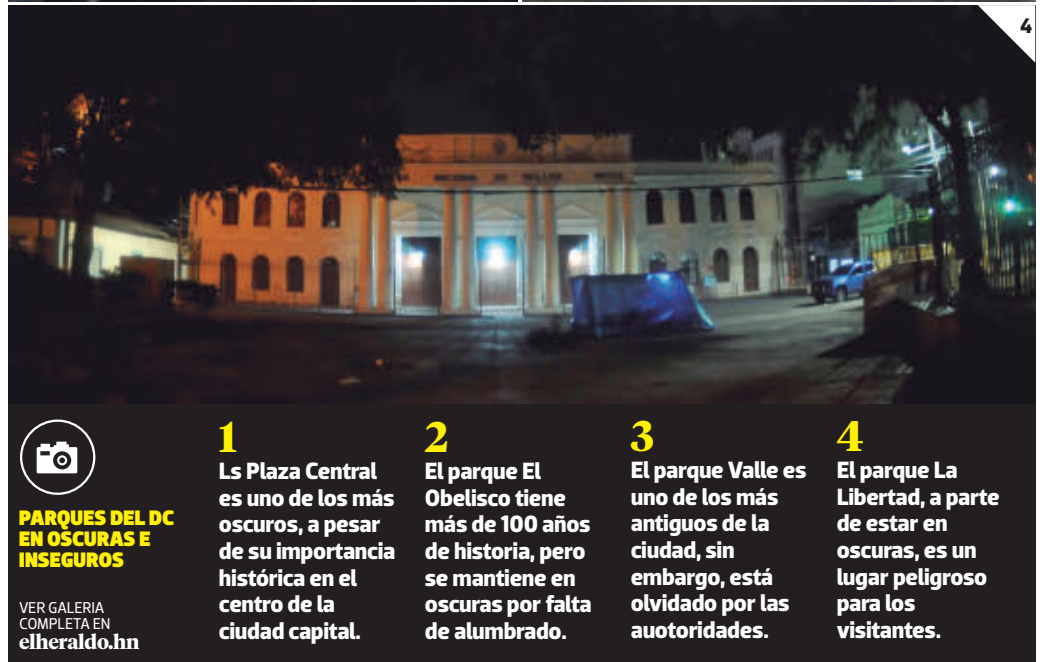 4
PARQUES DEL DC
EN OSCURAS E
INSEGUROS
VER GALERIA
COMPLETA EN
elheraldo.hn
1
Ls Plaza Central
es uno de los más
oscuros, a pesar
de su importancia
histórica en el
centro de la
ciudad capital.
2
El parque El
Obelisco tiene
más de 100 años
de historia, pero
se mantiene en
oscuras por falta
de alumbrado.
3
El parque Valle es
uno de los más
antiguos de la
ciudad, sin
embargo, está
olvidado por las
auotoridades.
4
El parque La
Libertad, a parte
de estar en
oscuras, es un
lugar peligroso
para los
visitantes.